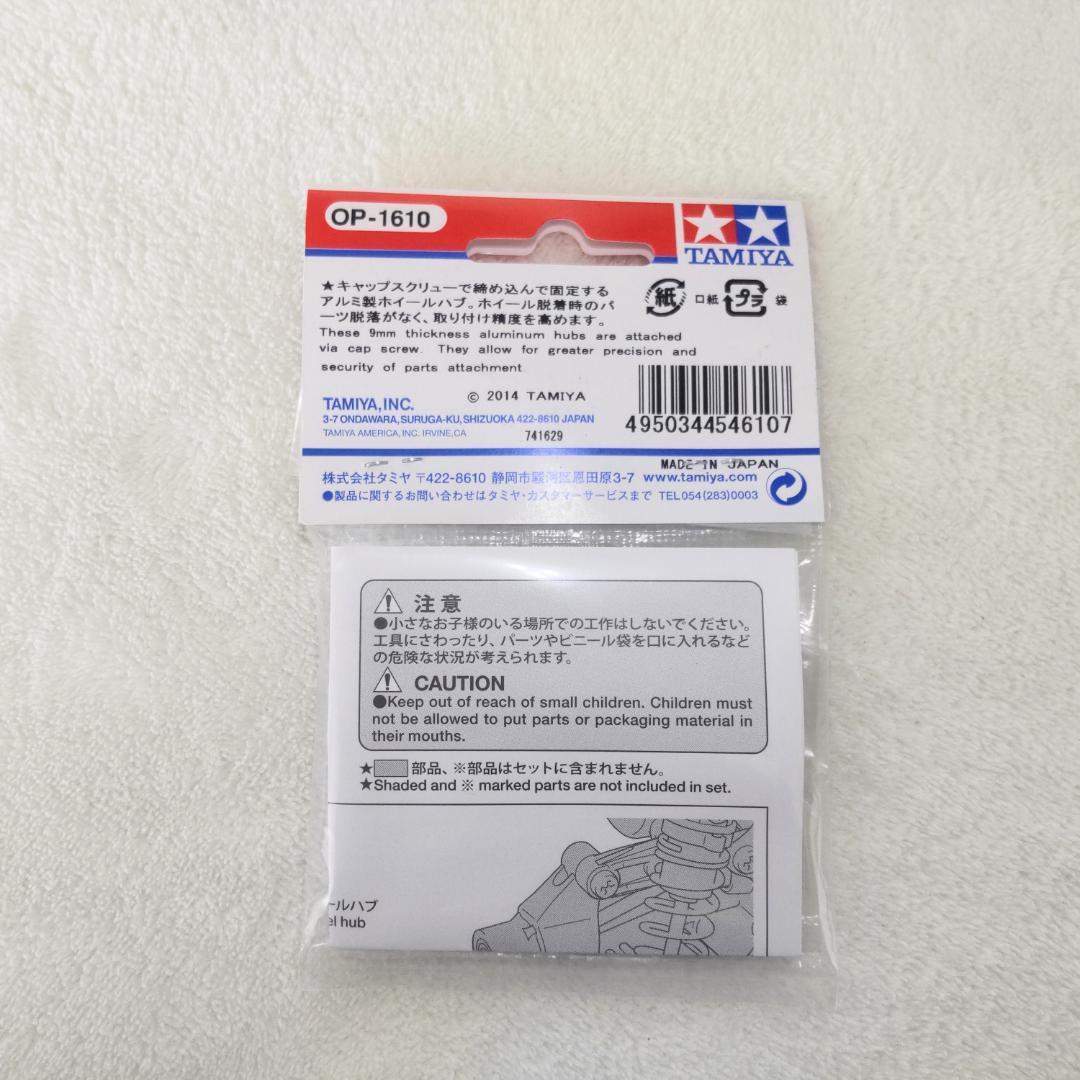 OP-1610
TAMIYA
★キャップスクリューで締め込んで固定する
アルミ製ホイールハブ。ホイール脱着時のパ
ーツ脱落がなく、取り付け精度を高めます。
紙 口紙 プラ 袋
These 9mm thickness aluminum hubs are attached
via cap screw. They allow for greater precision and
security of parts attachment.
© 2014 TAMIYA
TAMIYA,INC.
3-7 ONDAWARA, SURUGA-KU, SHIZUOKA 422-8610 JAPAN
TAMIYA AMERICA, INC. IRVINE, CA
741629
4950344546107
MADE IN JAPAN
株式会社タミヤ 〒422-8610 静岡市駿河区恩田原3-7 www.tamiya.com
●製品に関するお問い合わせはタミヤ・カスタマーサービスまで TEL054(283)0003
注意
●小さなお子様のいる場所での工作はしないでください。
工具にさわったり、パーツやビニール袋を口に入れるなど
の危険な状況が考えられます。
CAUTION
●Keep out of reach of small children. Children must
not be allowed to put parts or packaging material in
their mouths.
★部品、※部品はセットに含まれません。
★Shaded and ※ marked parts are not included in set.
ールハブ
el hub